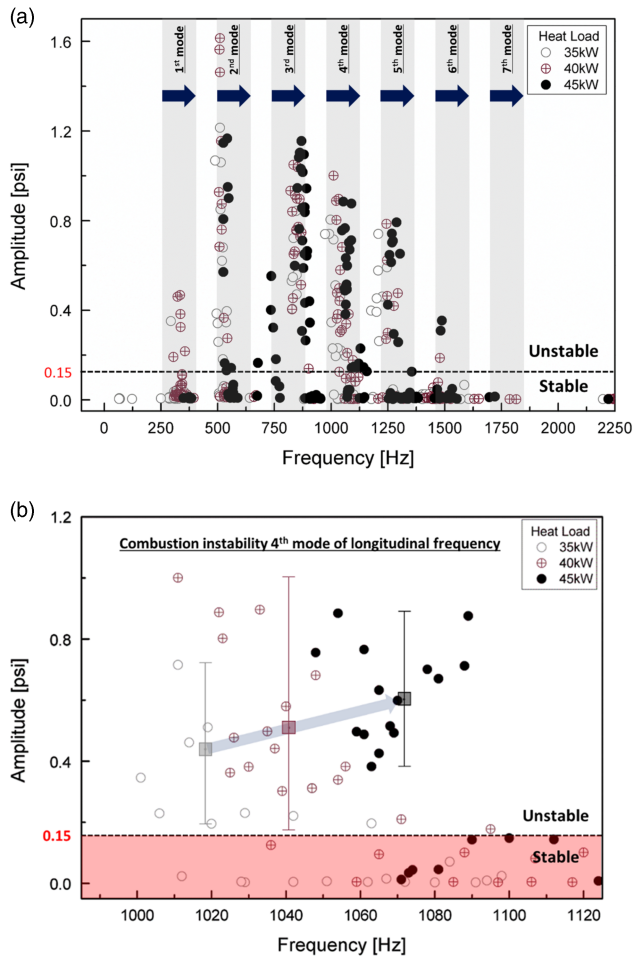 (a)
1st mode
2nd mode
3rd mode
4th mode
5th mode
6th mode
7th mode
Heat Load
35kW
40kW
45kW
Amplitude [psi]
1.6
1.2
0.8
0.4
0.15
0.0
Unstable
Stable
0 250 500 750 1000 1250 1500 1750 2000 2250
Frequency [Hz]
(b)
Combustion instability 4th mode of longitudinal frequency
Heat Load
35kW
40kW
45kW
Amplitude [psi]
1.2
0.8
0.4
0.15
0.0
Unstable
Stable
1000 1020 1040 1060 1080 1100 1120
Frequency [Hz]